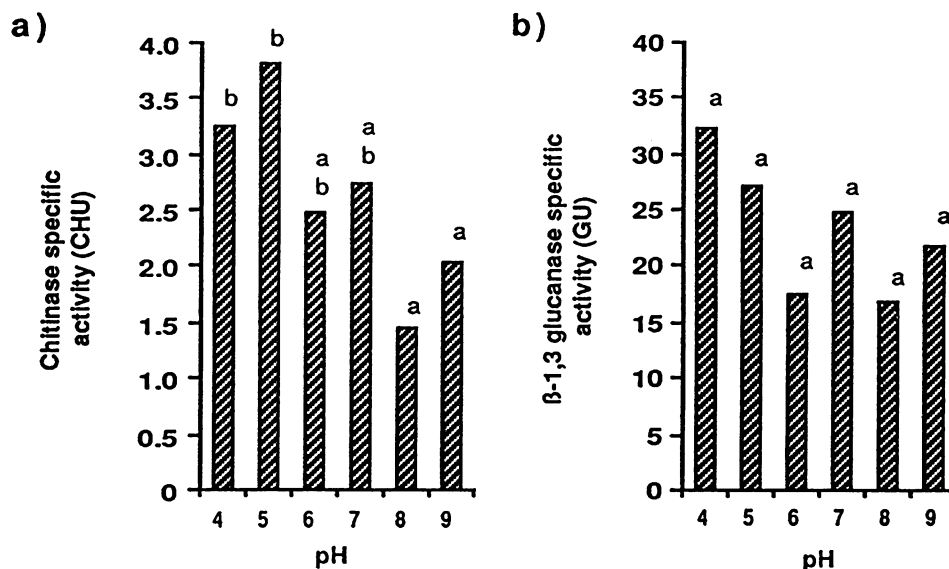 a)
Chitinase specific
activity (CHU)
4.0
3.5
3.0
2.5
2.0
1.5
1.0
0.5
0
b
b
a
b
a
b
a
a
4 5 6 7 8 9
pH
b)
ß-1,3 glucanase specific
activity (GU)
40
35
30
25
20
15
10
5
0
a
a
a
a
a
a
4 5 6 7 8 9
pH